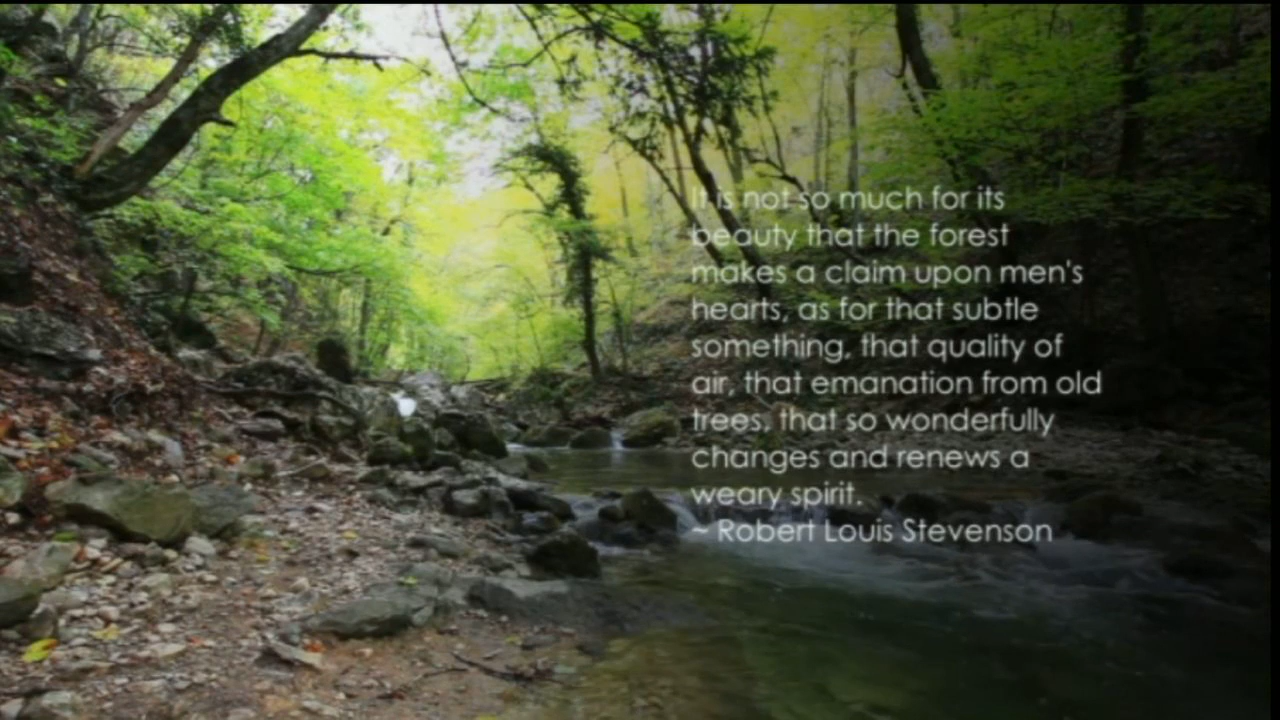 It is not so much for its
beauty that the forest
makes a claim upon men's
hearts, as for that subtle
something, that quality of
air, that emanation from old
trees, that so wonderfully
changes and renews a
weary spirit.
~ Robert Louis Stevenson